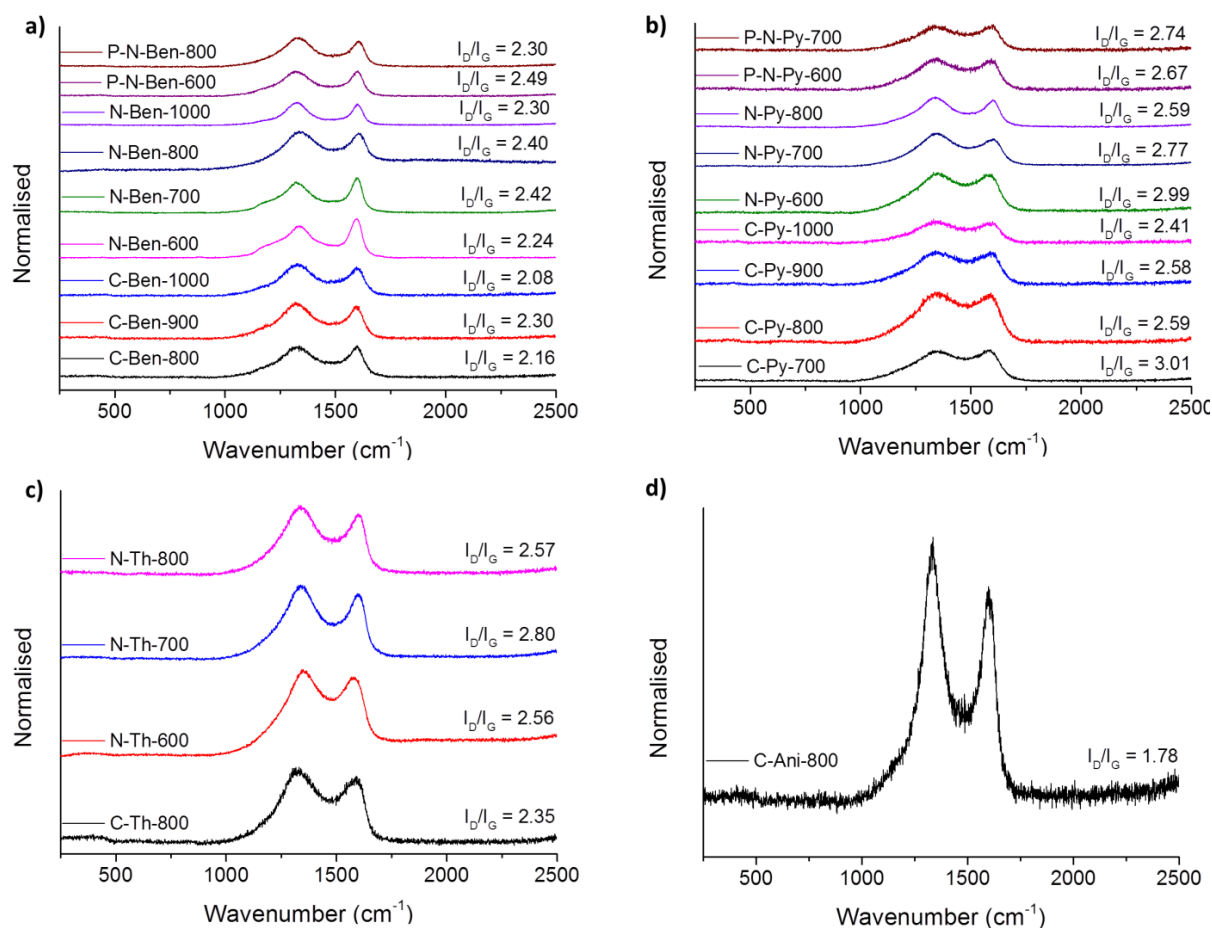 a)
Normalised
P-N-Ben-800 I_D/I_G = 2.30
P-N-Ben-600 I_D/I_G = 2.49
N-Ben-1000 I_D/I_G = 2.30
N-Ben-800 I_D/I_G = 2.40
N-Ben-700 I_D/I_G = 2.42
N-Ben-600 I_D/I_G = 2.24
C-Ben-1000 I_D/I_G = 2.08
C-Ben-900 I_D/I_G = 2.30
C-Ben-800 I_D/I_G = 2.16
500 1000 1500 2000 2500
Wavenumber (cm⁻¹)
b)
Normalised
P-N-Py-700 I_D/I_G = 2.74
P-N-Py-600 I_D/I_G = 2.67
N-Py-800 I_D/I_G = 2.59
N-Py-700 I_D/I_G = 2.77
N-Py-600 I_D/I_G = 2.99
C-Py-1000 I_D/I_G = 2.41
C-Py-900 I_D/I_G = 2.58
C-Py-800 I_D/I_G = 2.59
C-Py-700 I_D/I_G = 3.01
500 1000 1500 2000 2500
Wavenumber (cm⁻¹)
c)
Normalised
N-Th-800 I_D/I_G = 2.57
N-Th-700 I_D/I_G = 2.80
N-Th-600 I_D/I_G = 2.56
C-Th-800 I_D/I_G = 2.35
500 1000 1500 2000 2500
Wavenumber (cm⁻¹)
d)
Normalised
C-Ani-800 I_D/I_G = 1.78
500 1000 1500 2000 2500
Wavenumber (cm⁻¹)